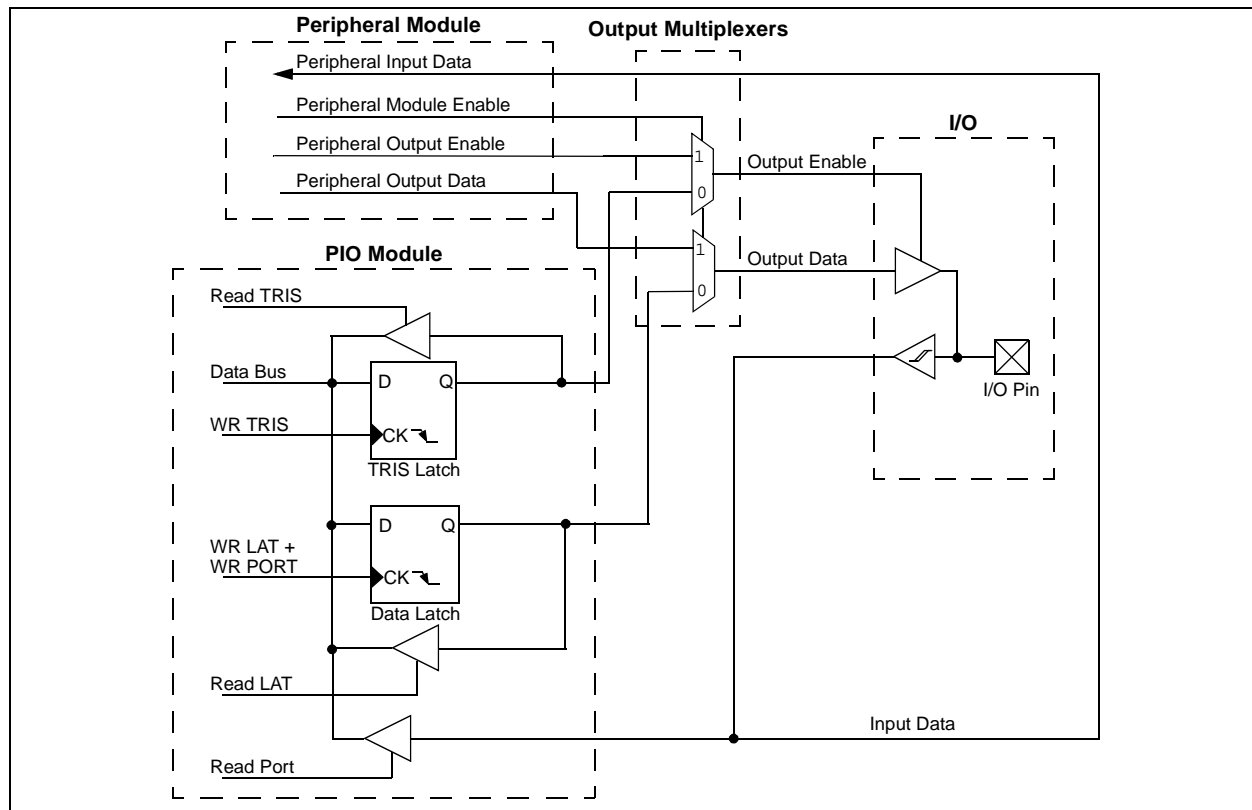 Peripheral Module
Output Multiplexers
Peripheral Input Data
Peripheral Module Enable
I/O
Peripheral Output Enable
1
Output Enable
Peripheral Output Data
0
PIO Module
1
Output Data
0
Read TRIS
Data Bus
D
Q
I/O Pin
WR TRIS
CK
TRIS Latch
D
Q
WR LAT +
WR PORT
CK
Data Latch
Read LAT
Input Data
Read Port